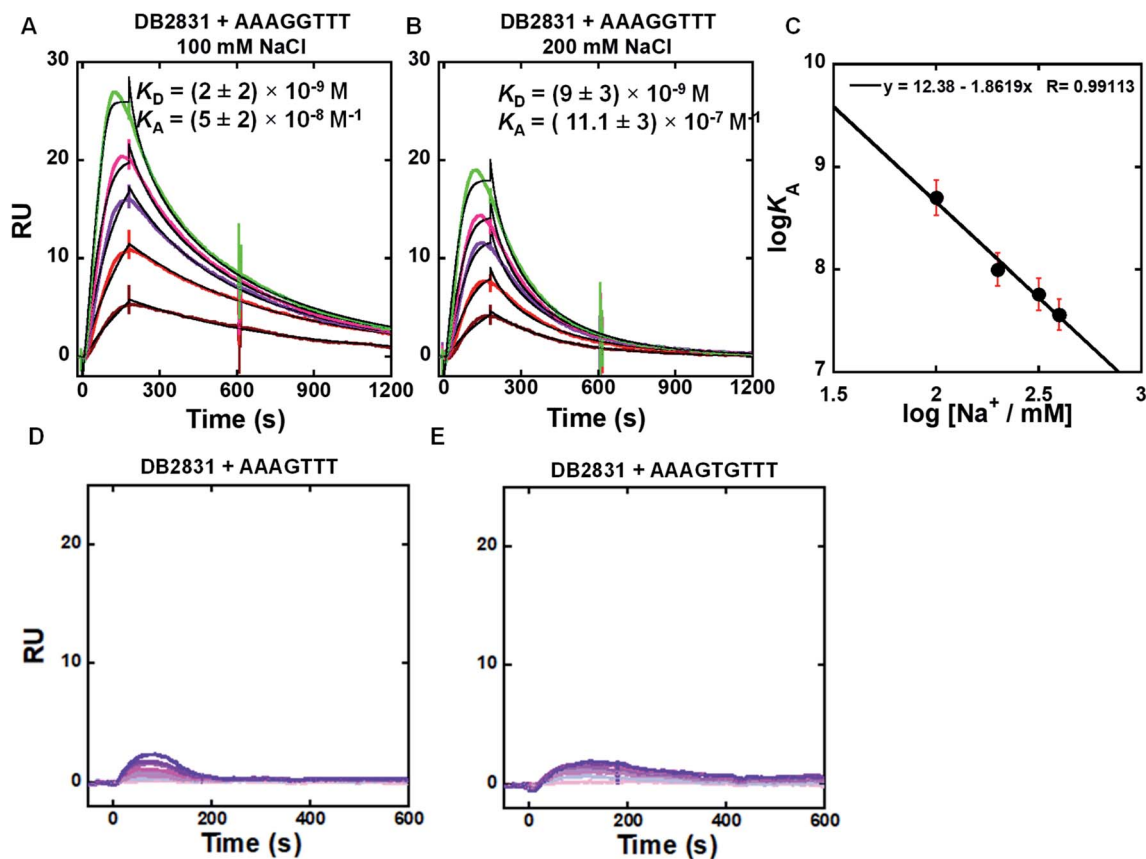 A
DB2831 + AAAGGTTT
100 mM NaCl
30
20
10
0
RU
K_D = (2 ± 2) × 10⁻⁹ M
K_A = (5 ± 2) × 10⁻⁸ M⁻¹
0 300 600 900 1200
Time (s)
B
DB2831 + AAAGGTTT
200 mM NaCl
K_D = (9 ± 3) × 10⁻⁹ M
K_A = ( 11.1 ± 3) × 10⁻⁷ M⁻¹
0 300 600 900 1200
Time (s)
C
10
9
8
7
logK_A
y = 12.38 - 1.8619x R= 0.99113
1.5 2 2.5 3
log [Na⁺ / mM]
D
DB2831 + AAAGTTT
20
10
0
RU
0 200 400 600
Time (s)
E
DB2831 + AAAGTGTTT
20
10
0
0 200 400 600
Time (s)